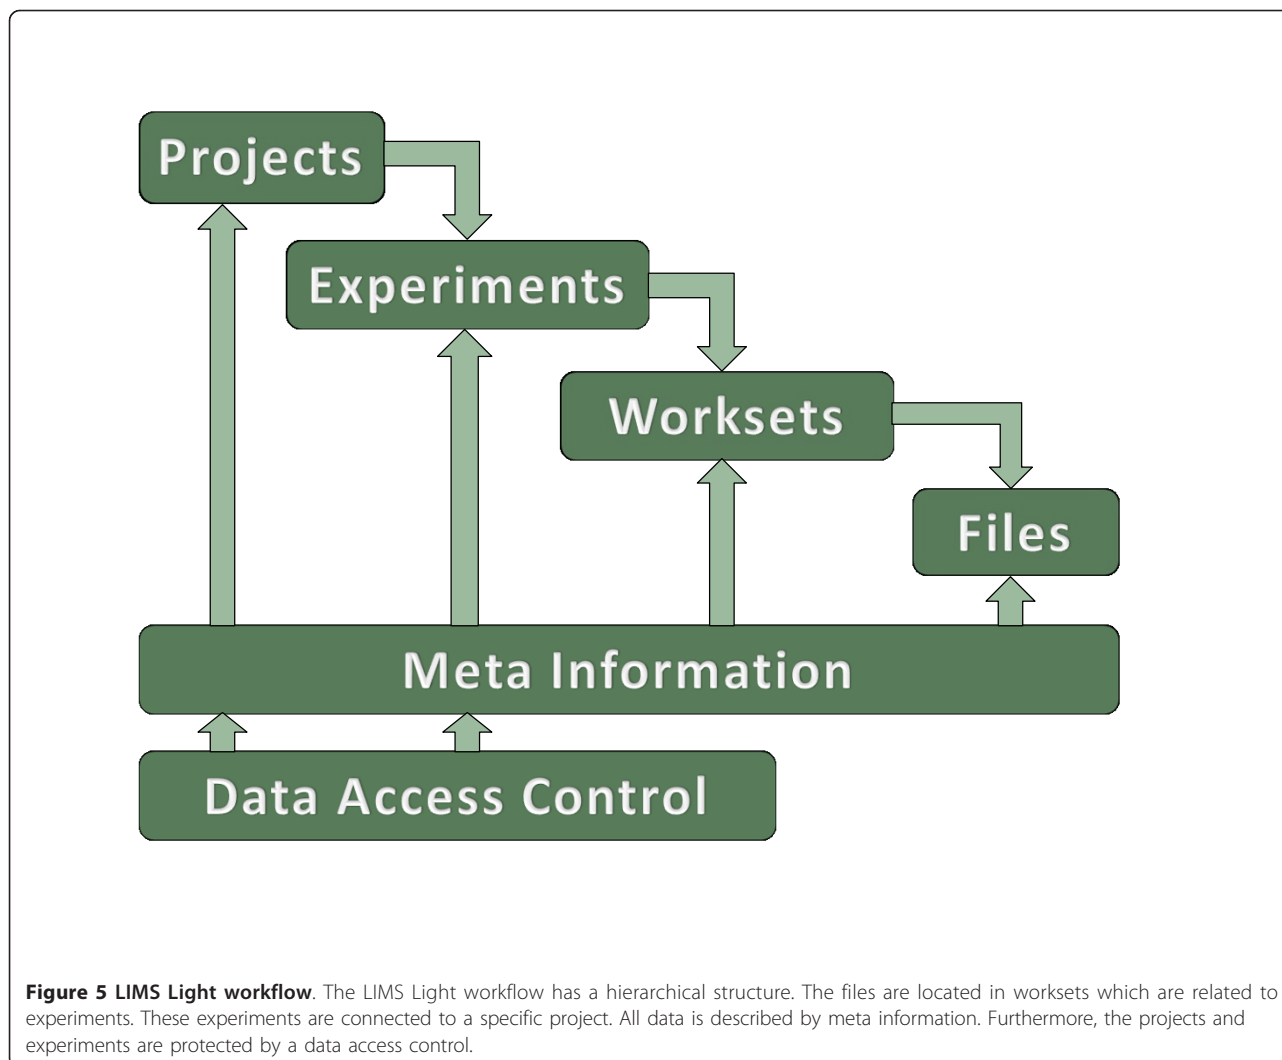 Projects
Experiments
Worksets
Files
Meta Information
Data Access Control
Figure 5 LIMS Light workflow. The LIMS Light workflow has a hierarchical structure. The files are located in worksets which are related to
experiments. These experiments are connected to a specific project. All data is described by meta information. Furthermore, the projects and
experiments are protected by a data access control.